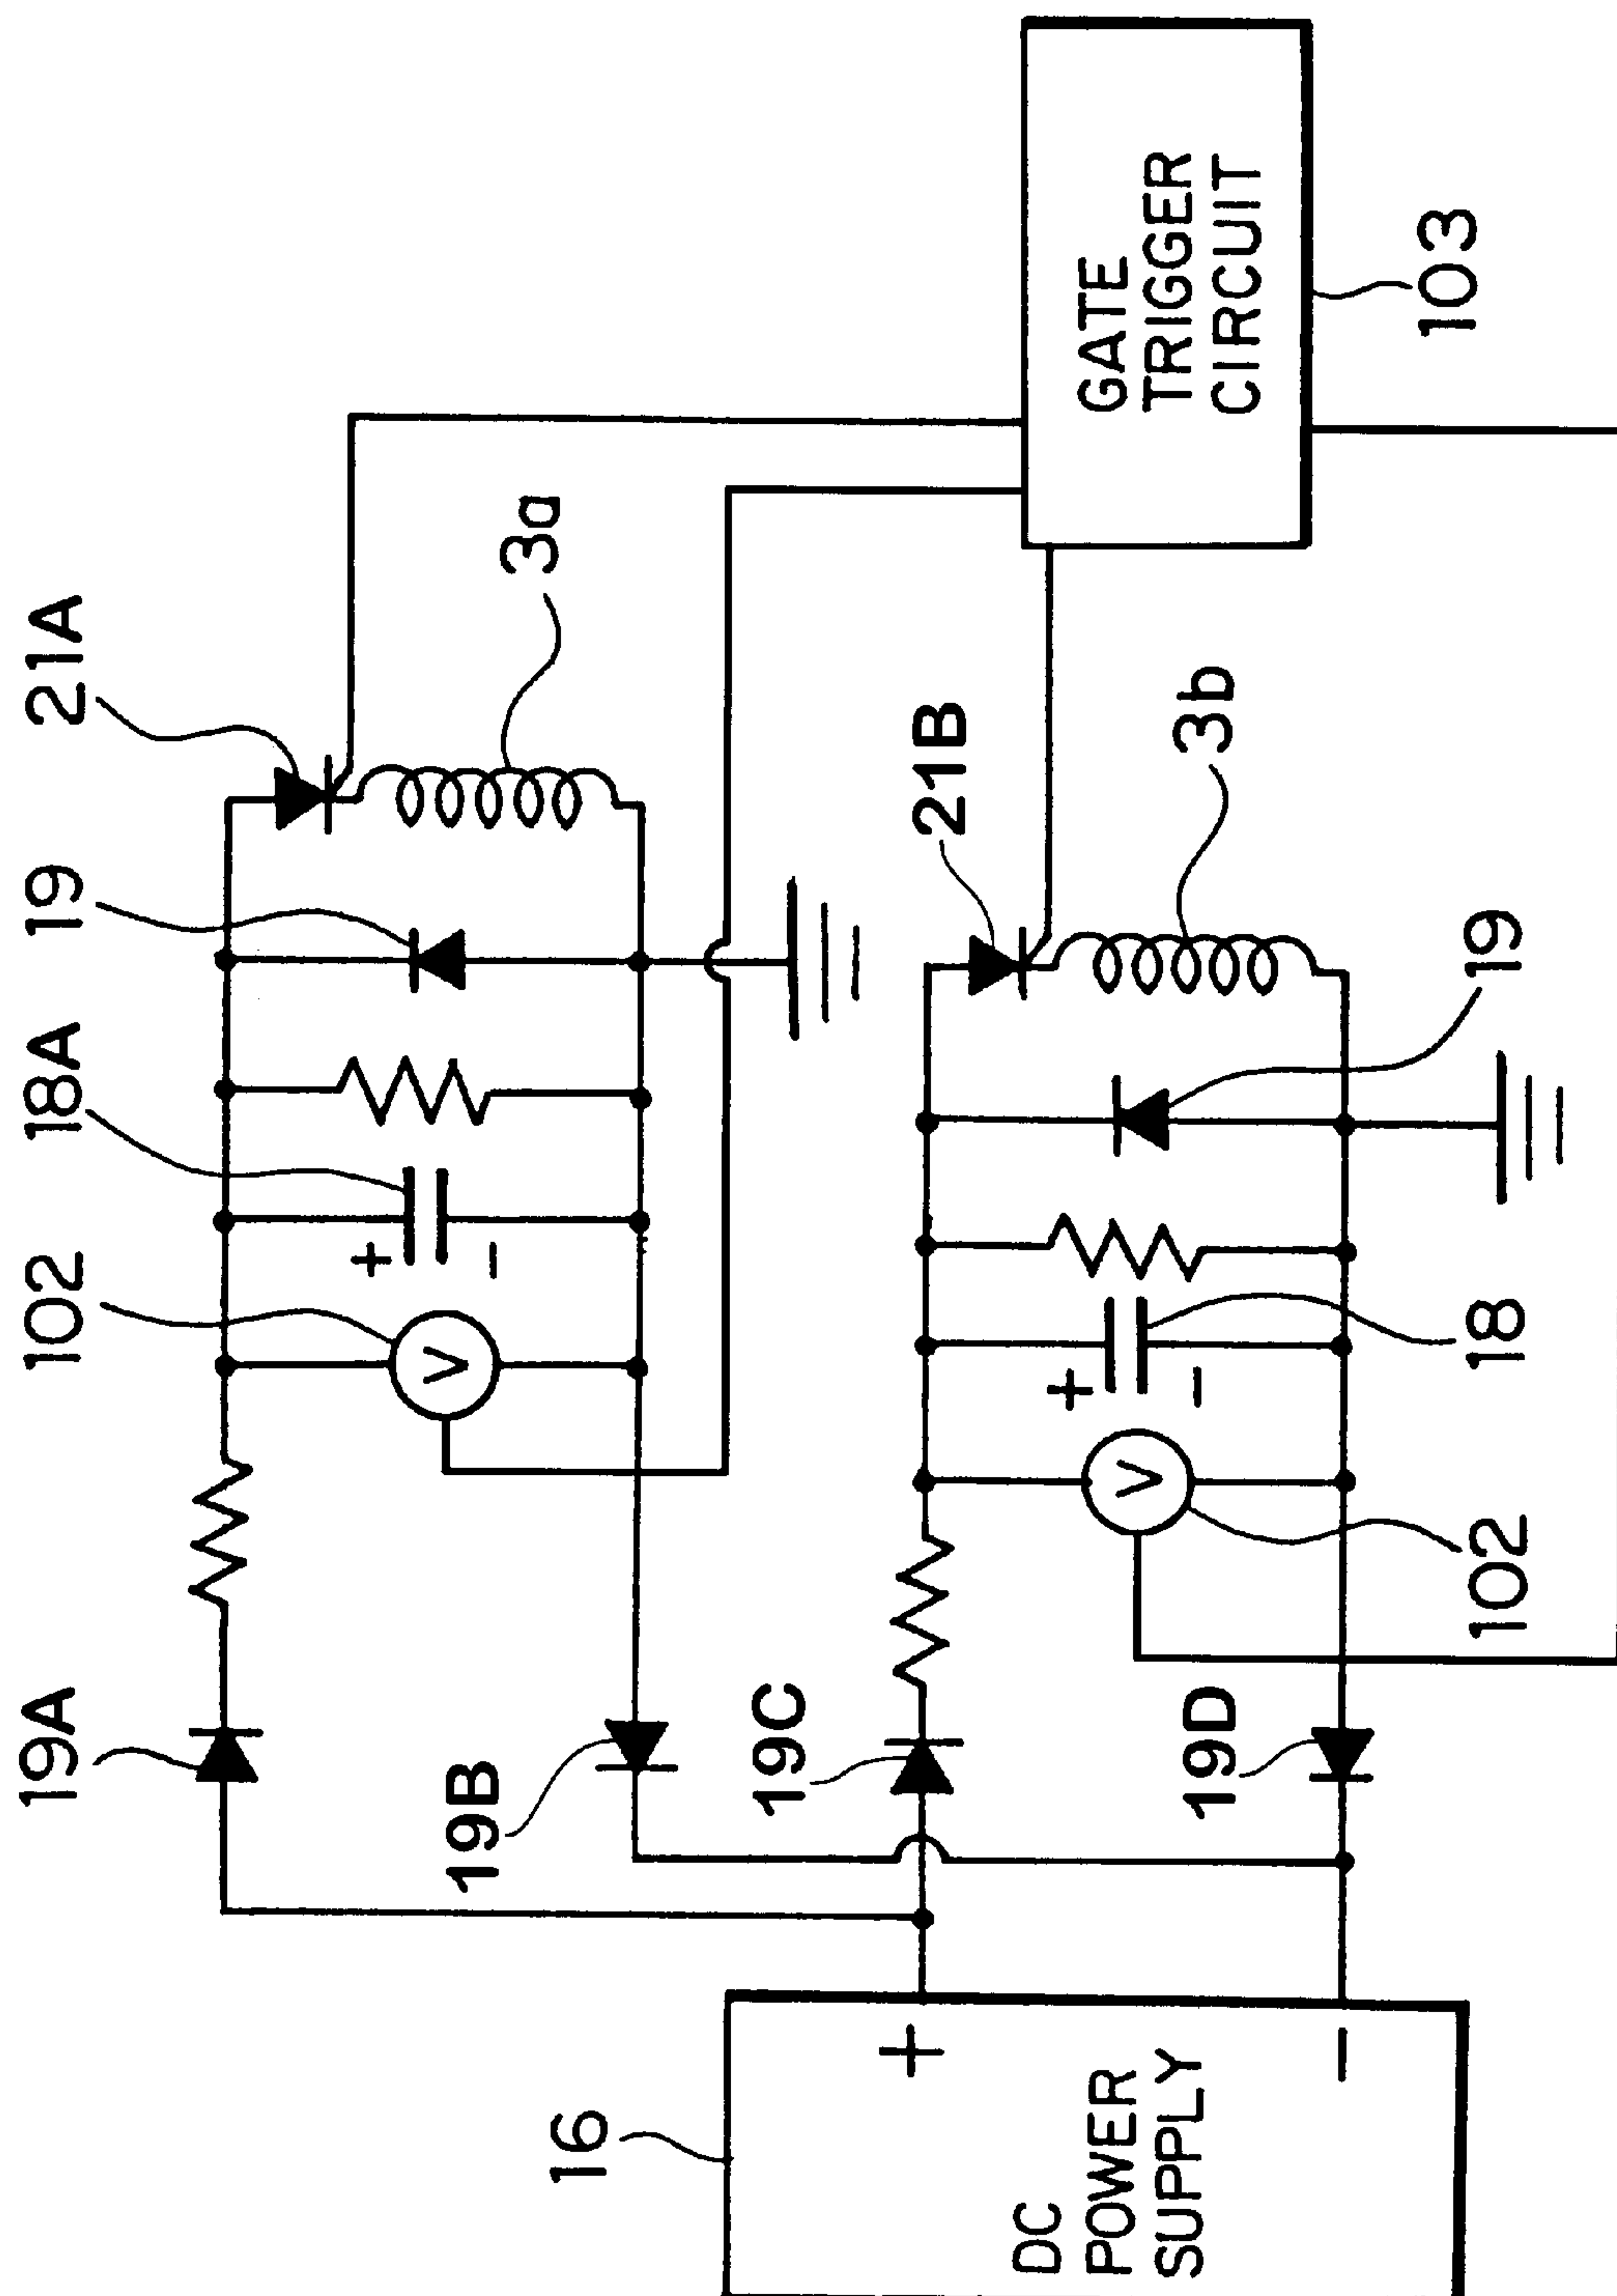 21A
19
18A
102
19A
3a
19B
V
+
−
21B
3b
19C
19D
V
+
−
19
18
102
GATE
TRIGGER
CIRCUIT
103
16
DC
POWER
SUPPLY
+
−